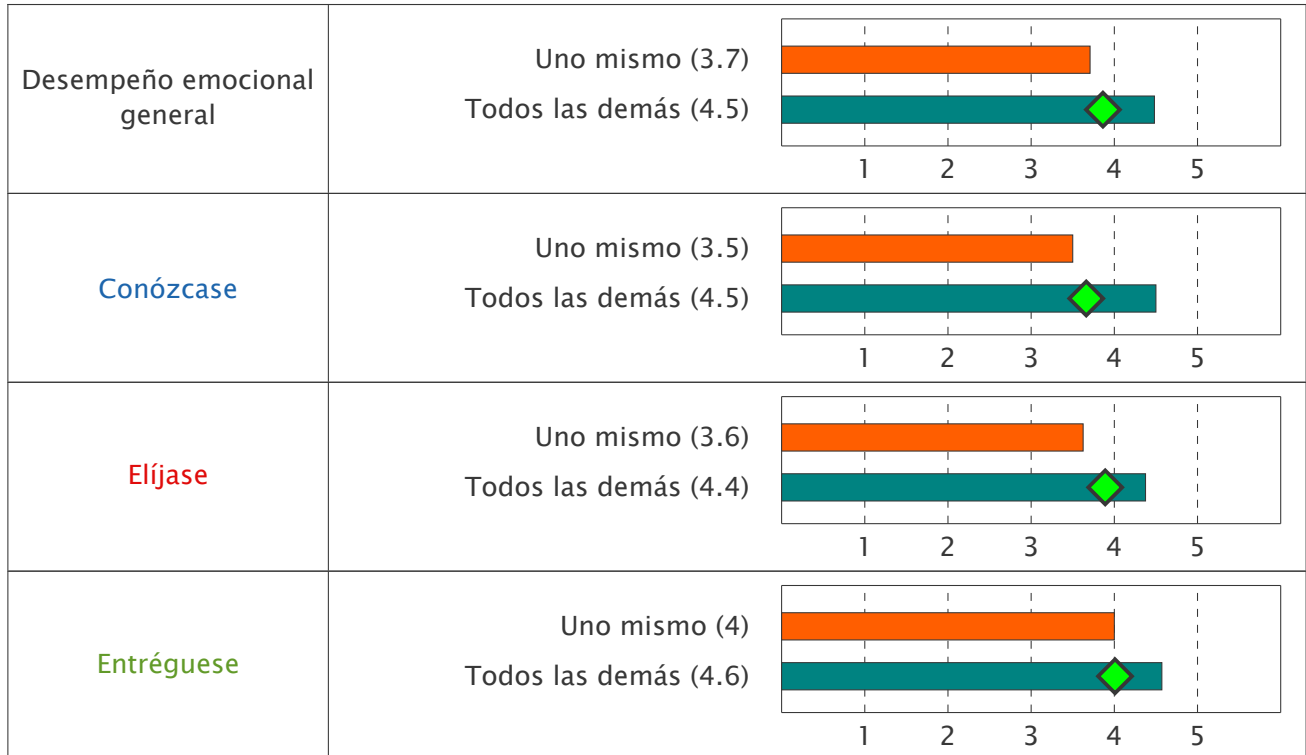 Desempeño emocional
general
Uno mismo (3.7)
Todos las demás (4.5)
1 2 3 4 5
Conózcase
Uno mismo (3.5)
Todos las demás (4.5)
1 2 3 4 5
Elíjase
Uno mismo (3.6)
Todos las demás (4.4)
1 2 3 4 5
Entréguese
Uno mismo (4)
Todos las demás (4.6)
1 2 3 4 5